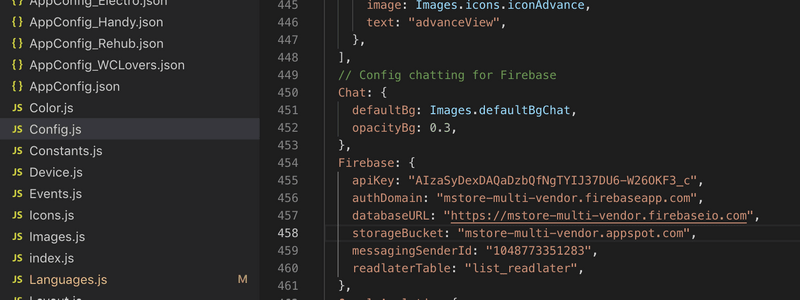 AppConfig_Electro.json
{ } AppConfig_Handy.json
{ } AppConfig_Rehub.json
{ } AppConfig_WCLovers.json
{ } AppConfig.json
JS Color.js
JS Config.js
JS Constants.js
JS Device.js
JS Events.js
JS Icons.js
JS Images.js
JS index.js
JS Languages.js M
445 image: Images.icons.iconAdvance,
446 text: "advanceView",
447 },
448 ],
449 // Config chatting for Firebase
450 Chat: {
451 defaultBg: Images.defaultBgChat,
452 opacityBg: 0.3,
453 },
454 Firebase: {
455 apiKey: "AIzaSyDexDAQaDzbQfNgTYIJ37DU6-W26OKF3_c",
456 authDomain: "mstore-multi-vendor.firebaseapp.com",
457 databaseURL: "https://mstore-multi-vendor.firebaseio.com",
458 storageBucket: "mstore-multi-vendor.appspot.com",
459 messagingSenderId: "1048773351283",
460 readlaterTable: "list_readlater",
461 },